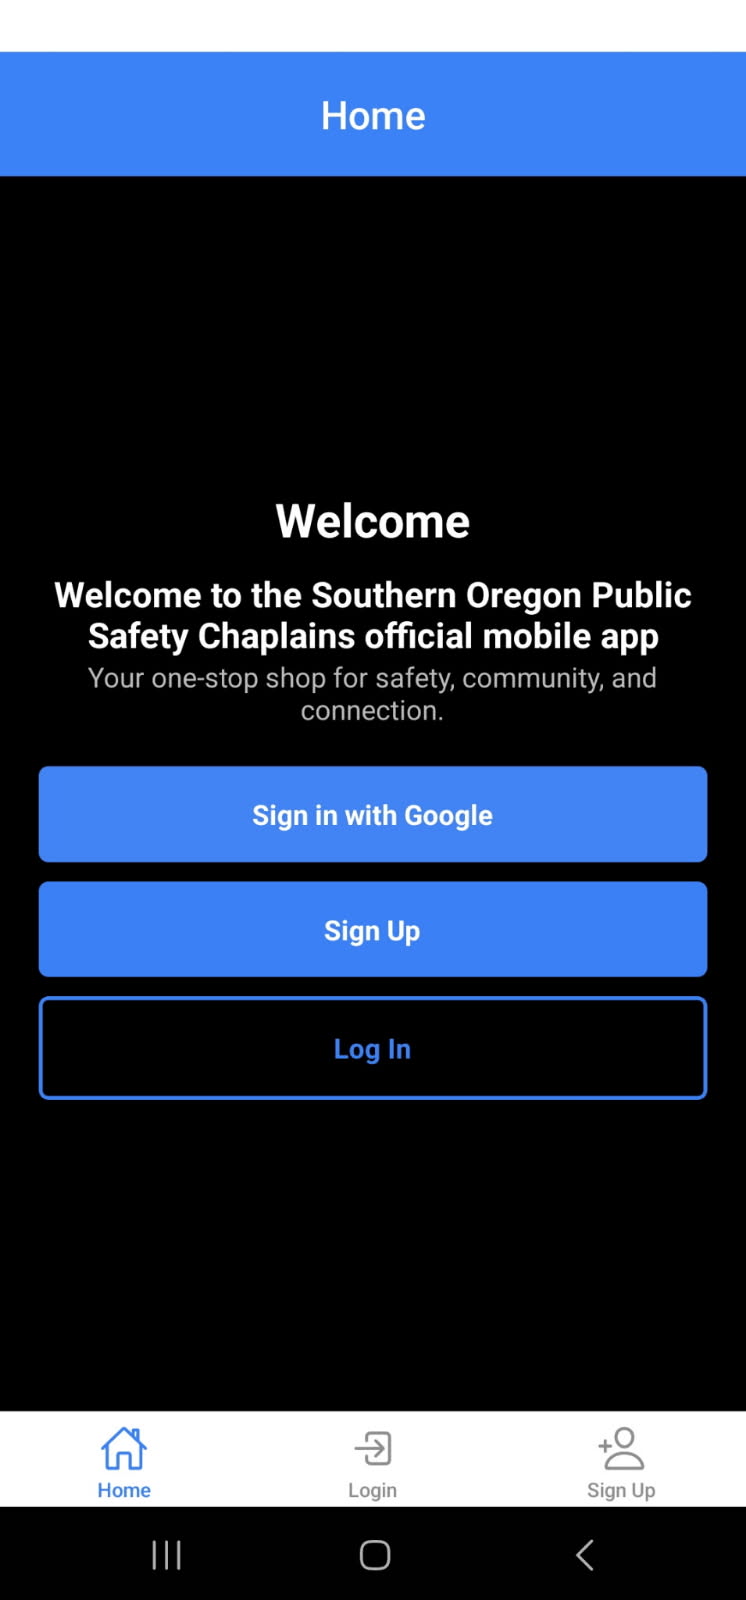 Home
Welcome
Welcome to the Southern Oregon Public
Safety Chaplains official mobile app
Your one-stop shop for safety, community, and
connection.
Sign in with Google
Sign Up
Log In
Home
Login
Sign Up